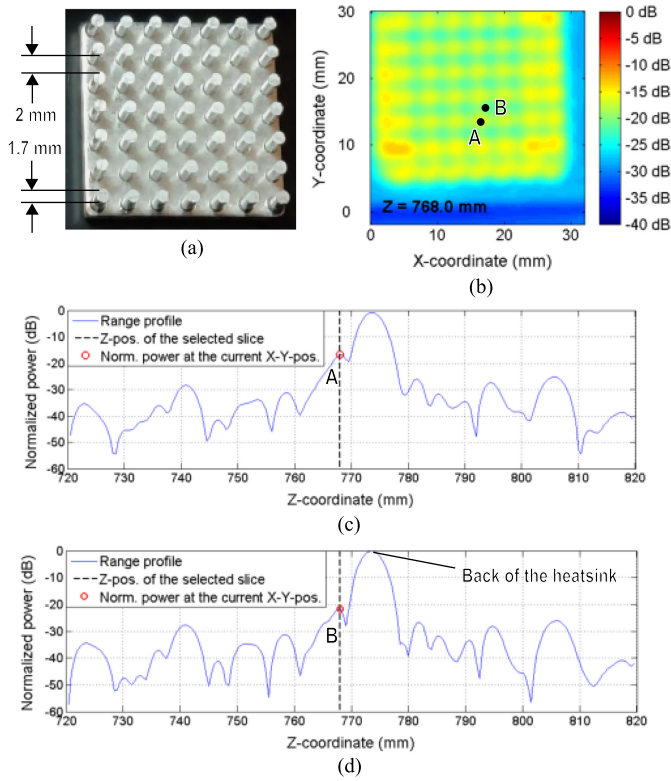 2 mm
1.7 mm
(a)
30
20
10
0
Y-coordinate (mm)
A
B
Z = 768.0 mm
0 10 20 30
X-coordinate (mm)
0 dB
-5 dB
-10 dB
-15 dB
-20 dB
-25 dB
-30 dB
-35 dB
-40 dB
(b)
Normalized power (dB)
0
-10
-20
-30
-40
-50
-60
Range profile
Z-pos. of the selected slice
Norm. power at the current X-Y-pos.
A
720 730 740 750 760 770 780 790 800 810 820
Z-coordinate (mm)
(c)
Normalized power (dB)
0
-10
-20
-30
-40
-50
-60
Range profile
Z-pos. of the selected slice
Norm. power at the current X-Y-pos.
B
Back of the heatsink
720 730 740 750 760 770 780 790 800 810 820
Z-coordinate (mm)
(d)